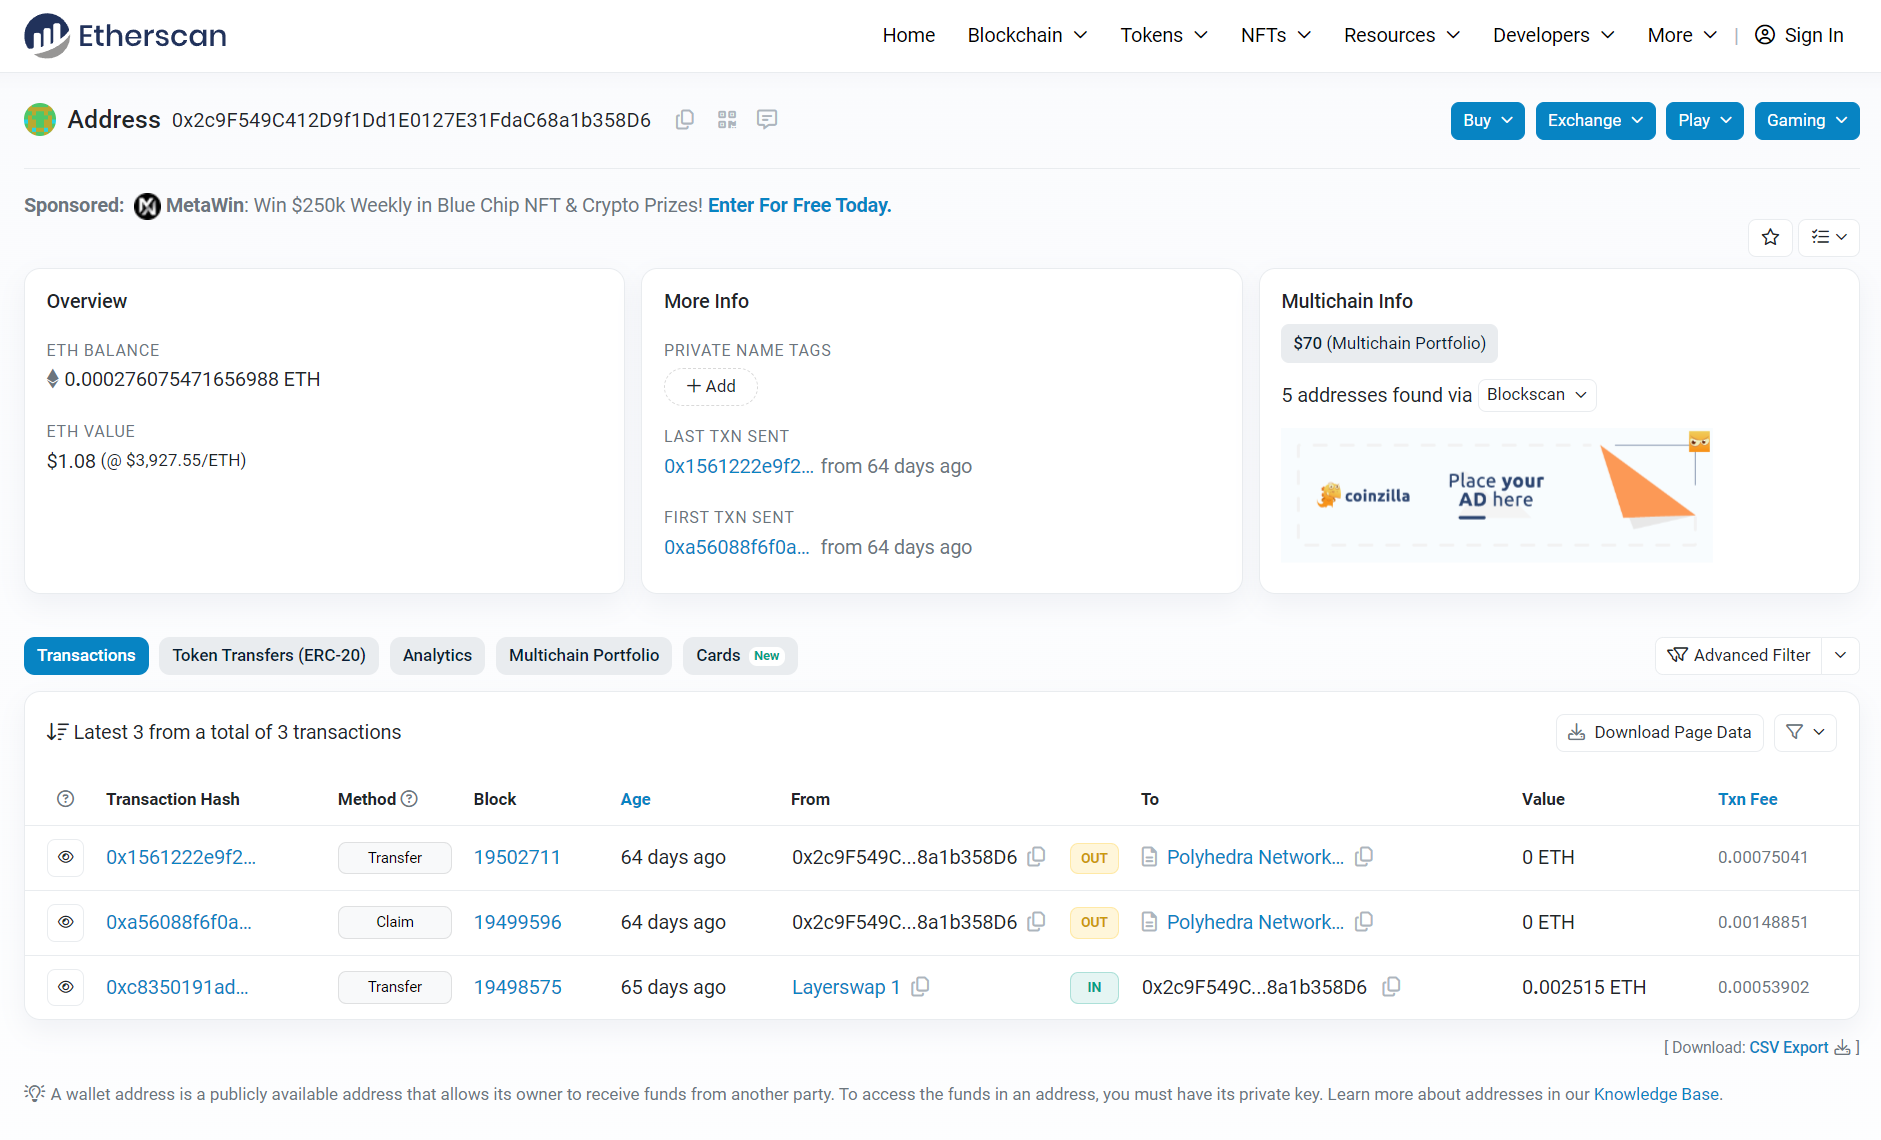 Etherscan
Home Blockchain Tokens NFTs Resources Developers More | Sign In
Address 0x2c9F549C412D9f1Dd1E0127E31FdaC68a1b358D6
Buy Exchange Play Gaming
Sponsored: MetaWin: Win $250k Weekly in Blue Chip NFT & Crypto Prizes! Enter For Free Today.
Overview
ETH BALANCE
0.000276075471656988 ETH
ETH VALUE
$1.08 (@ $3,927.55/ETH)
More Info
PRIVATE NAME TAGS
+ Add
LAST TXN SENT
0x1561222e9f2... from 64 days ago
FIRST TXN SENT
0xa56088f6f0a... from 64 days ago
Multichain Info
$70 (Multichain Portfolio)
5 addresses found via Blockscan
coinzilla
Place your
AD here
Transactions Token Transfers (ERC-20) Analytics Multichain Portfolio Cards New
Advanced Filter
Latest 3 from a total of 3 transactions
Download Page Data
Transaction Hash Method Block Age From To Value Txn Fee
0x1561222e9f2... Transfer 19502711 64 days ago 0x2c9F549C...8a1b358D6 OUT Polyhedra Network... 0 ETH 0.00075041
0xa56088f6f0a... Claim 19499596 64 days ago 0x2c9F549C...8a1b358D6 OUT Polyhedra Network... 0 ETH 0.00148851
0xc8350191ad... Transfer 19498575 65 days ago Layerswap 1 IN 0x2c9F549C...8a1b358D6 0.002515 ETH 0.00053902
[ Download: CSV Export ]
A wallet address is a publicly available address that allows its owner to receive funds from another party. To access the funds in an address, you must have its private key. Learn more about addresses in our Knowledge Base.